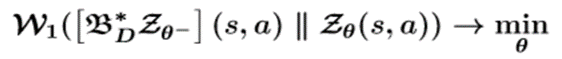 𝓦₁([𝕭*_D 𝓩_θ⁻] (s, a) ∥ 𝓩_θ(s, a)) → min_θ